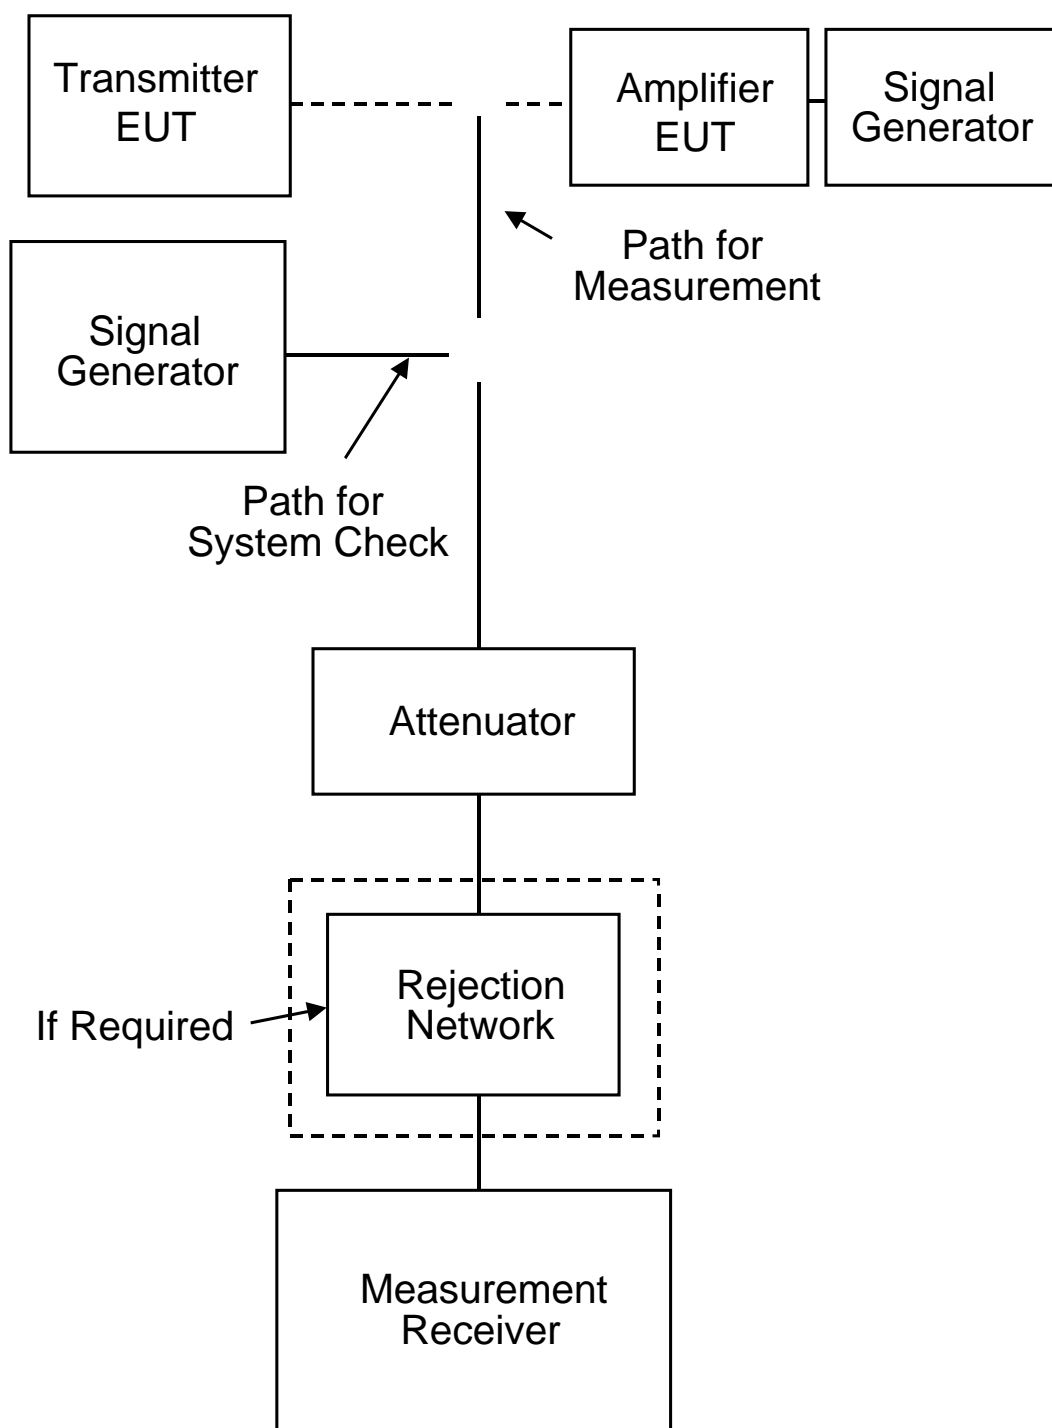 Transmitter
EUT
Amplifier
EUT
Signal
Generator
Path for
Measurement
Signal
Generator
Path for
System Check
Attenuator
Rejection
Network
If Required
Measurement
Receiver